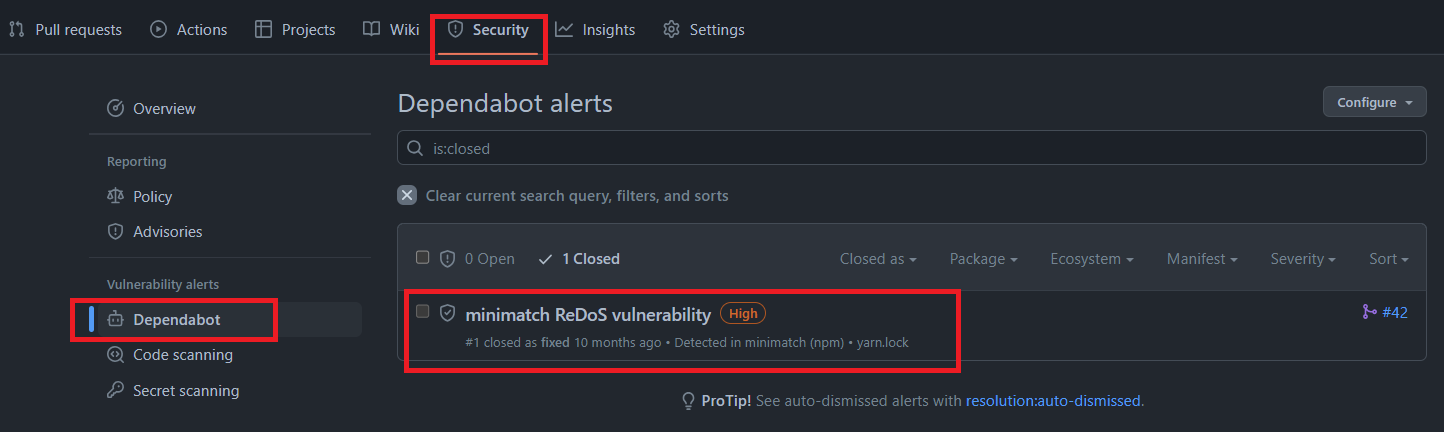 Pull requests Actions Projects Wiki Security Insights Settings
Overview
Reporting
Policy
Advisories
Vulnerability alerts
Dependabot
Code scanning
Secret scanning
Dependabot alerts Configure
is:closed
Clear current search query, filters, and sorts
0 Open 1 Closed Closed as Package Ecosystem Manifest Severity Sort
minimatch ReDoS vulnerability High #42
#1 closed as fixed 10 months ago • Detected in minimatch (npm) • yarn.lock
ProTip! See auto-dismissed alerts with resolution:auto-dismissed.